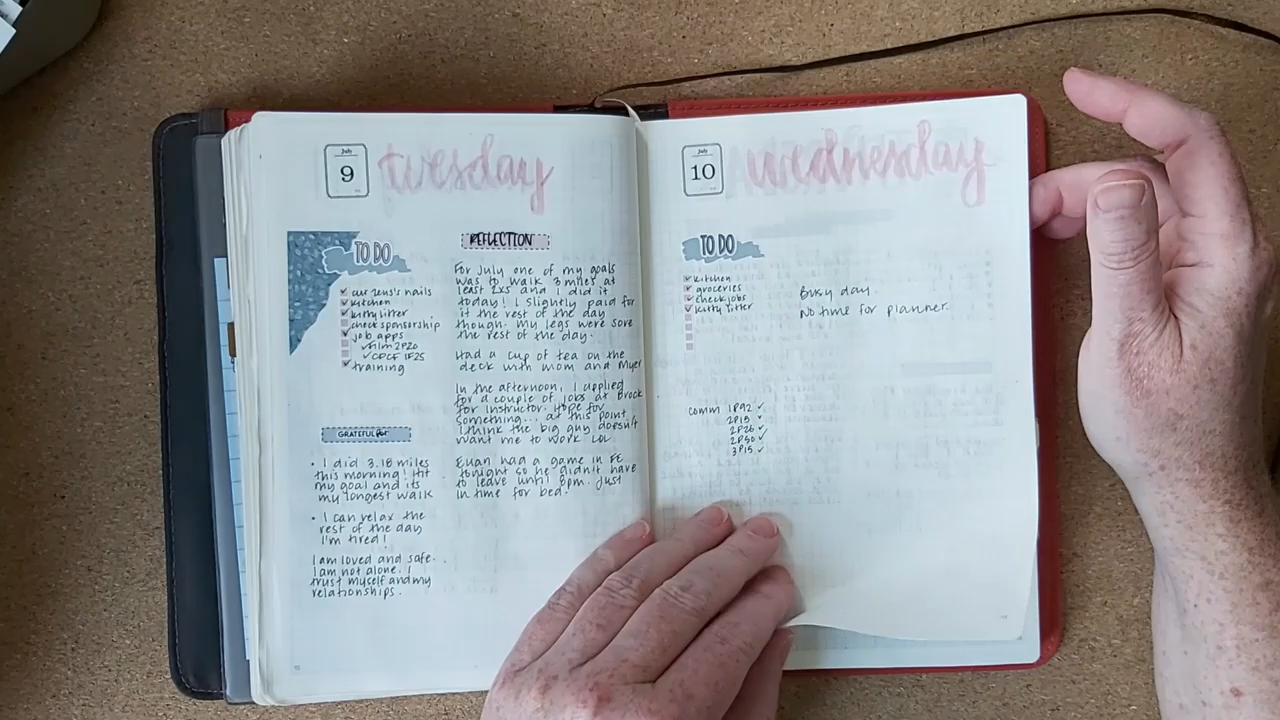 July
9
tuesday
TO DO
cut Zeus's nails
kitchen
kitty litter
check sponsorship
job apps
✓ Film 2P20
✓ OPCF 1F25
training
GRATEFUL for
• I did 3.18 miles
this morning! Hit
my goal and its
my longest walk
• I can relax the
rest of the day
I'm tired!
I am loved and safe.
I am not alone. I
trust myself and my
relationships.
REFLECTION
For July one of my goals
was to walk 3 miles at
least 2x5 and I did it
today! I slightly paid for
it the rest of the day
though. My legs were sore
the rest of the day.
Had a cup of tea on the
deck with mom and
In the afternoon, I applied
for a couple of jobs at Brock
for instructor. Hope for
something... at this point
I think the big guy doesn't
want me to work LOL
Euan had a game in FE
tonight so he didn't have
to leave until 8pm. Just
in time for bed.
July
10
wednesday
TO DO
kitchen
groceries
check jobs
kitty litter
Busy day.
No time for planner.
COMM 1P92 ✓
2P15 ✓
2P26 ✓
2P50 ✓
3P15 ✓